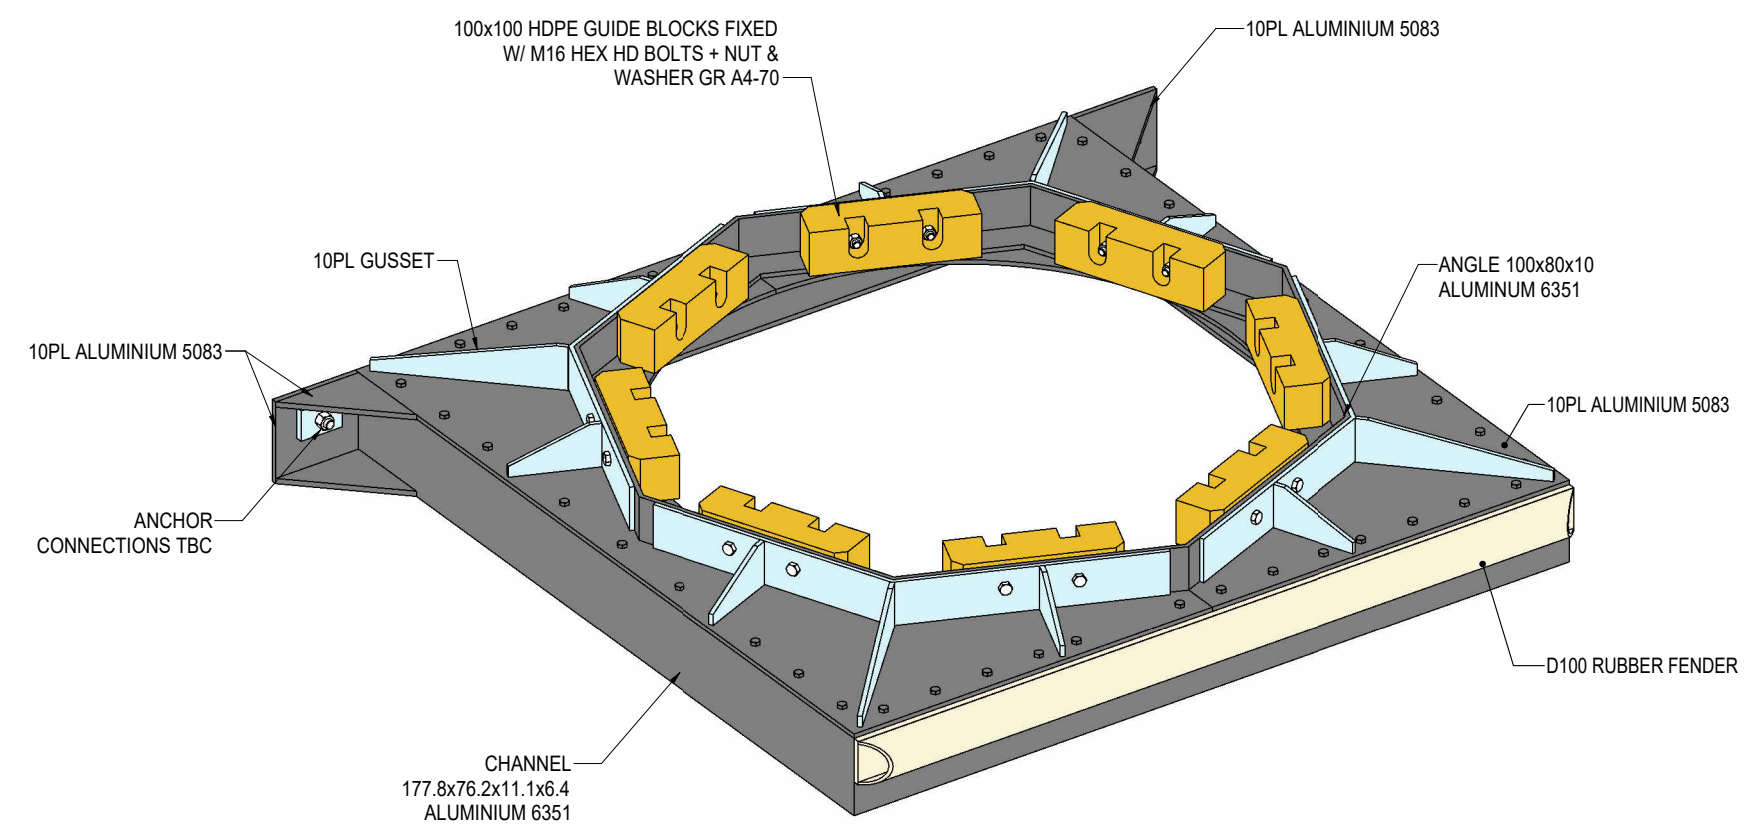 100x100 HDPE GUIDE BLOCKS FIXED
W/ M16 HEX HD BOLTS + NUT &
WASHER GR A4-70
10PL ALUMINIUM 5083
10PL GUSSET
ANGLE 100x80x10
ALUMINUM 6351
10PL ALUMINIUM 5083
10PL ALUMINIUM 5083
ANCHOR
CONNECTIONS TBC
D100 RUBBER FENDER
CHANNEL
177.8x76.2x11.1x6.4
ALUMINIUM 6351